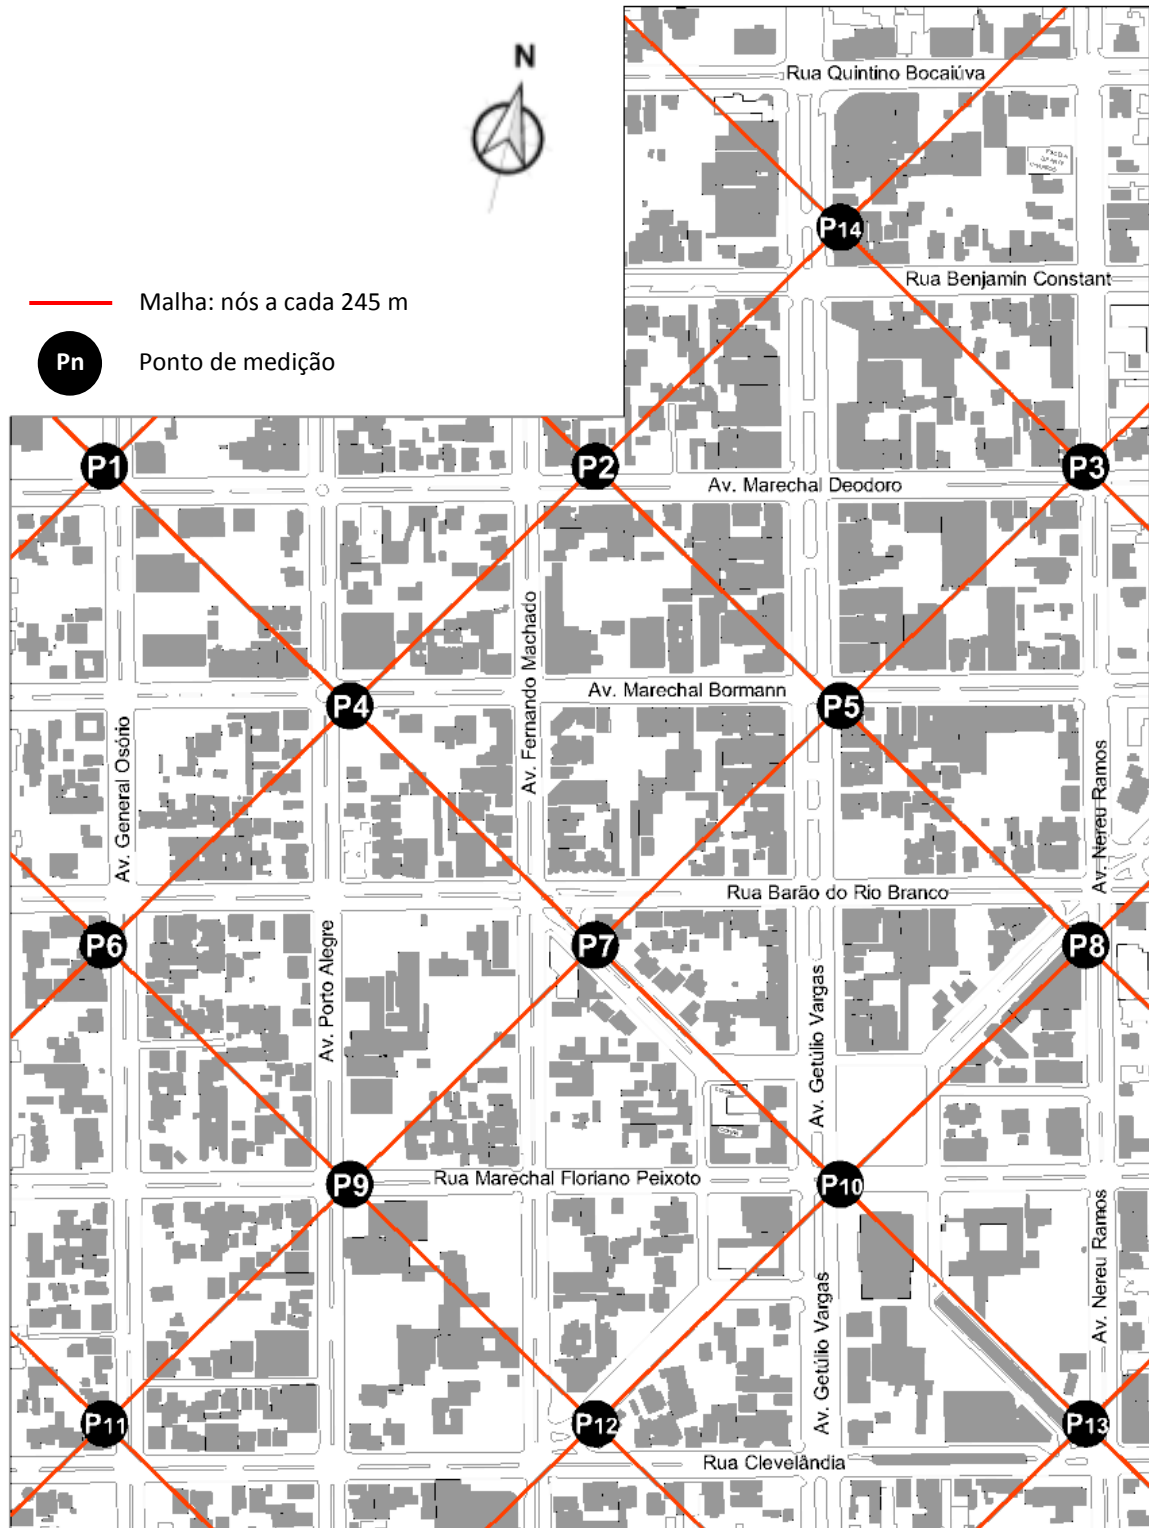 N
Rua Quintino Bocaiúva
P14
Rua Benjamin Constant
Malha: nós a cada 245 m
Pn
Ponto de medição
P1
P2
P3
Av. Marechal Deodoro
Av. Fernando Machado
P4
Av. Marechal Bormann
P5
Av. General Osório
Av. Nereu Ramos
Rua Barão do Rio Branco
P6
P7
P8
Av. Porto Alegre
Av. Getúlio Vargas
P9
Rua Marechal Floriano Peixoto
P10
Av. Nereu Ramos
Av. Getúlio Vargas
P11
P12
P13
Rua Clevelândia